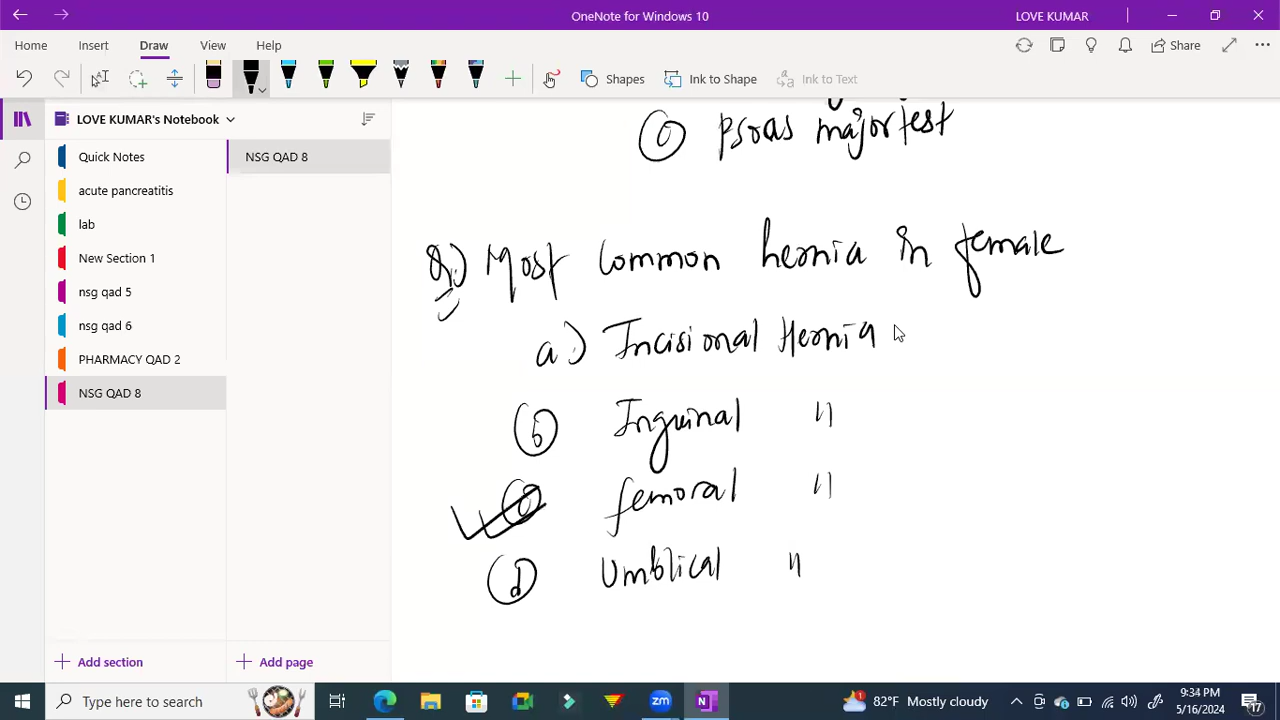 OneNote for Windows 10
LOVE KUMAR
Home Insert Draw View Help
Share
Shapes
Ink to Shape
Ink to Text
LOVE KUMAR's Notebook
Quick Notes
acute pancreatitis
lab
New Section 1
nsg qad 5
nsg qad 6
PHARMACY QAD 2
NSG QAD 8
Add section
NSG QAD 8
Add page
Psoas major test
Q.) Most Common hernia in female
a.) Incisional Hernia
(b) Inguinal "
(c) femoral "
(d) Umblical "
Type here to search
82°F Mostly cloudy
9:34 PM
5/16/2024
17